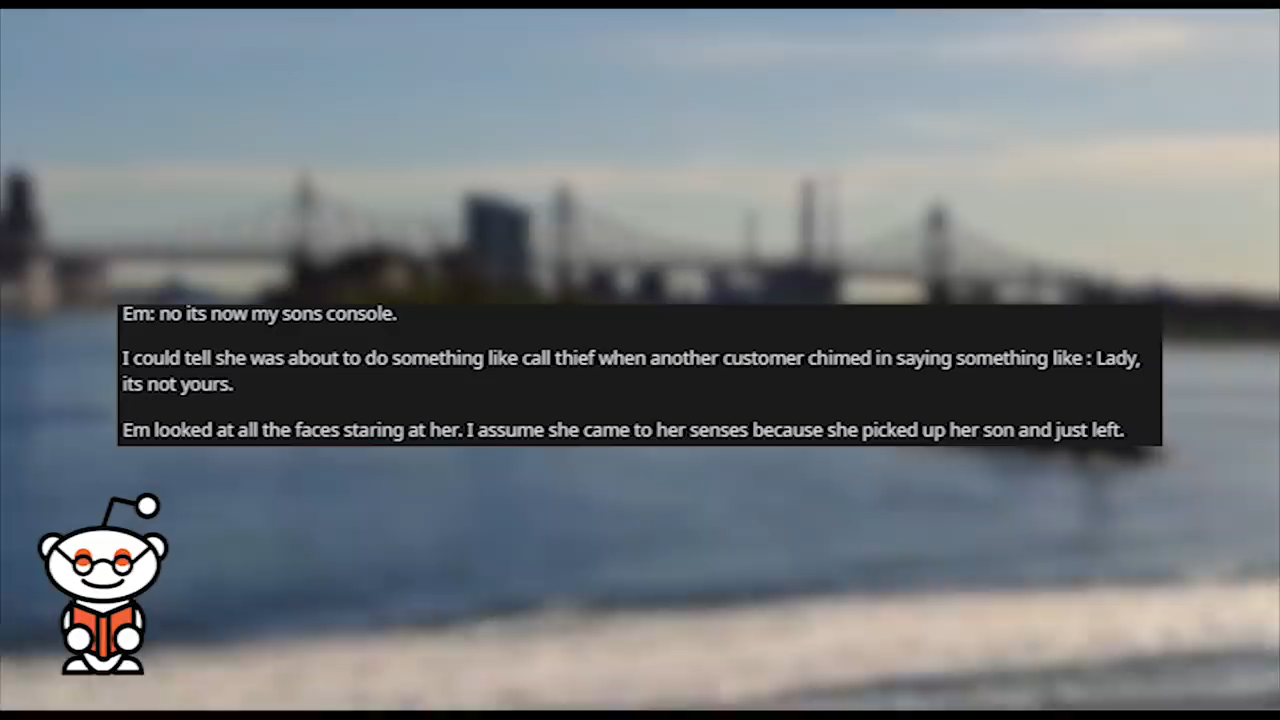 Em: no its now my sons console.
I could tell she was about to do something like call thief when another customer chimed in saying something like : Lady,
its not yours.
Em looked at all the faces staring at her. I assume she came to her senses because she picked up her son and just left.